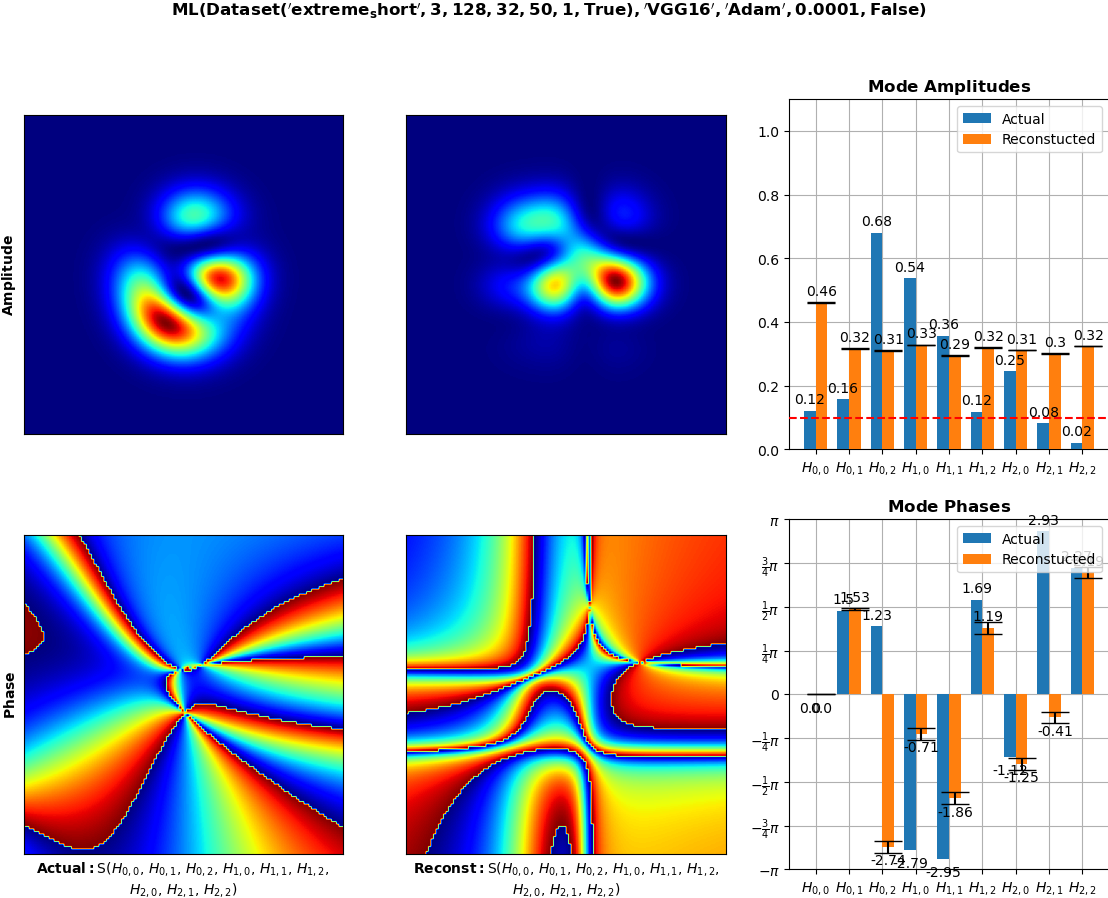 ML(Dataset('extreme_short', 3, 128, 32, 50, 1, True), 'VGG16', 'Adam', 0.0001, False)
Amplitude
Mode Amplitudes
Actual
Reconstucted
1.0
0.8
0.6
0.4
0.2
0.0
0.12
0.46
0.16
0.32
0.68
0.31
0.54
0.33
0.36
0.29
0.12
0.32
0.25
0.31
0.08
0.3
0.02
0.32
H0,0 H0,1 H0,2 H1,0 H1,1 H1,2 H2,0 H2,1 H2,2
Phase
Mode Phases
Actual
Reconstucted
π
3/4π
1/2π
1/4π
0
−1/4π
−1/2π
−3/4π
−π
0.0
0.0
1.5
1.53
1.23
-2.74
-2.79
-0.71
-2.95
-1.86
1.69
1.19
-1.12
-1.25
2.93
-0.41
H0,0 H0,1 H0,2 H1,0 H1,1 H1,2 H2,0 H2,1 H2,2
Actual: S(H0,0, H0,1, H0,2, H1,0, H1,1, H1,2,
H2,0, H2,1, H2,2)
Reconst: S(H0,0, H0,1, H0,2, H1,0, H1,1, H1,2,
H2,0, H2,1, H2,2)